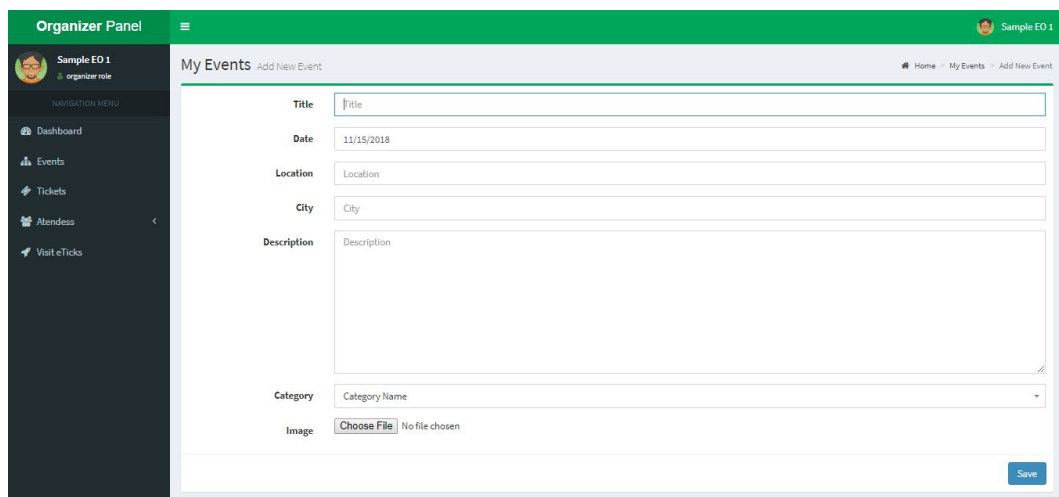 Organizer Panel
Sample EO 1
Sample EO 1
organizer role
NAVIGATION MENU
Dashboard
Events
Tickets
Atendess
Visit eTicks
My Events Add New Event
Home > My Events > Add New Event
Title Title
Date 11/15/2018
Location Location
City City
Description Description
Category Category Name
Image Choose File No file chosen
Save